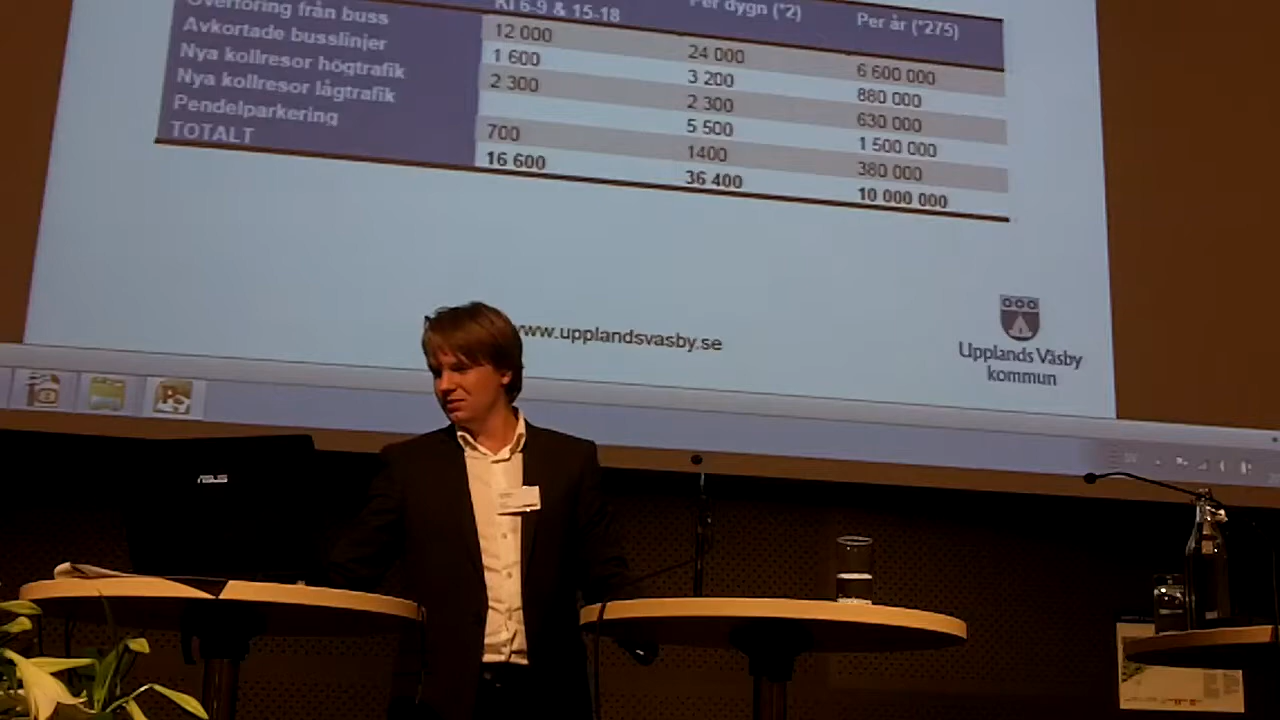 Överföring från buss Kl 6-9 & 15-18 Per dygn (*2) Per år (*275)
Avkortade busslinjer 12 000 24 000 6 600 000
Nya kollresor högtrafik 1 600 3 200 880 000
Nya kollresor lågtrafik 2 300 2 300 630 000
Pendelparkering 5 500 1 500 000
TOTALT 700 1400 380 000
16 600 36 400 10 000 000
www.upplandsvasby.se
Upplands Väsby
kommun
ASUS